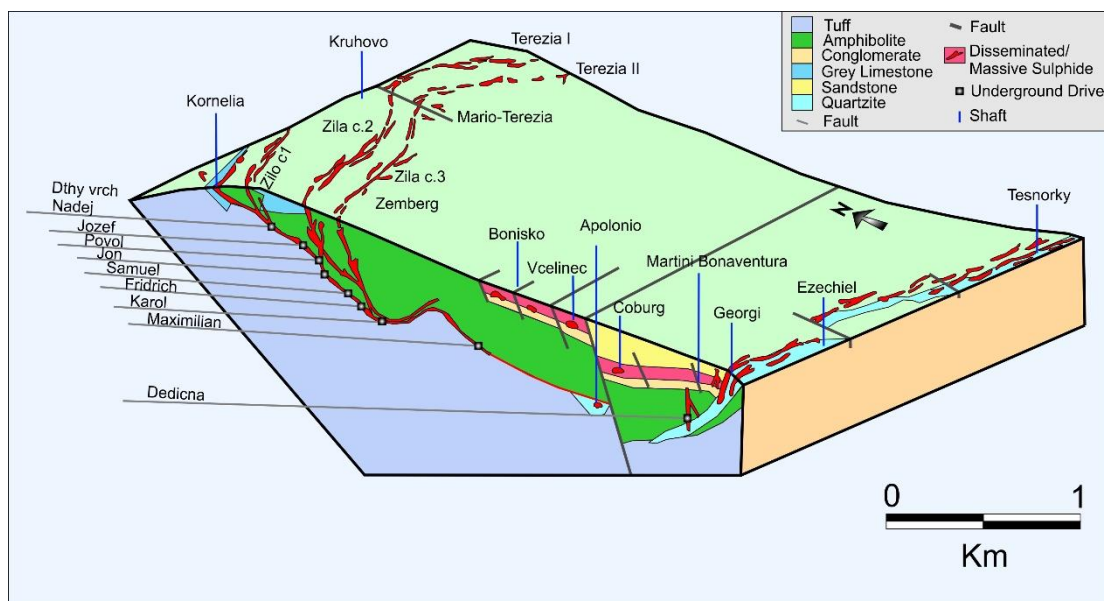 Terezia I
Kruhovo
Terezia II
Kornelia
Mario-Terezia
Zila c.2
Zilo c1
Zila c.3
Zemberg
Dthy vrch
Nadej
Jozef
Povol
Jon
Samuel
Fridrich
Karol
Maximilian
Dedicna
Bonisko
Apolonio
Vcelinec
Martini Bonaventura
Coburg
Georgi
Ezechiel
Tesnorky
N
Tuff
Amphibolite
Conglomerate
Grey Limestone
Sandstone
Quartzite
Fault
Fault
Disseminated/
Massive Sulphide
Underground Drive
Shaft
0 1
Km